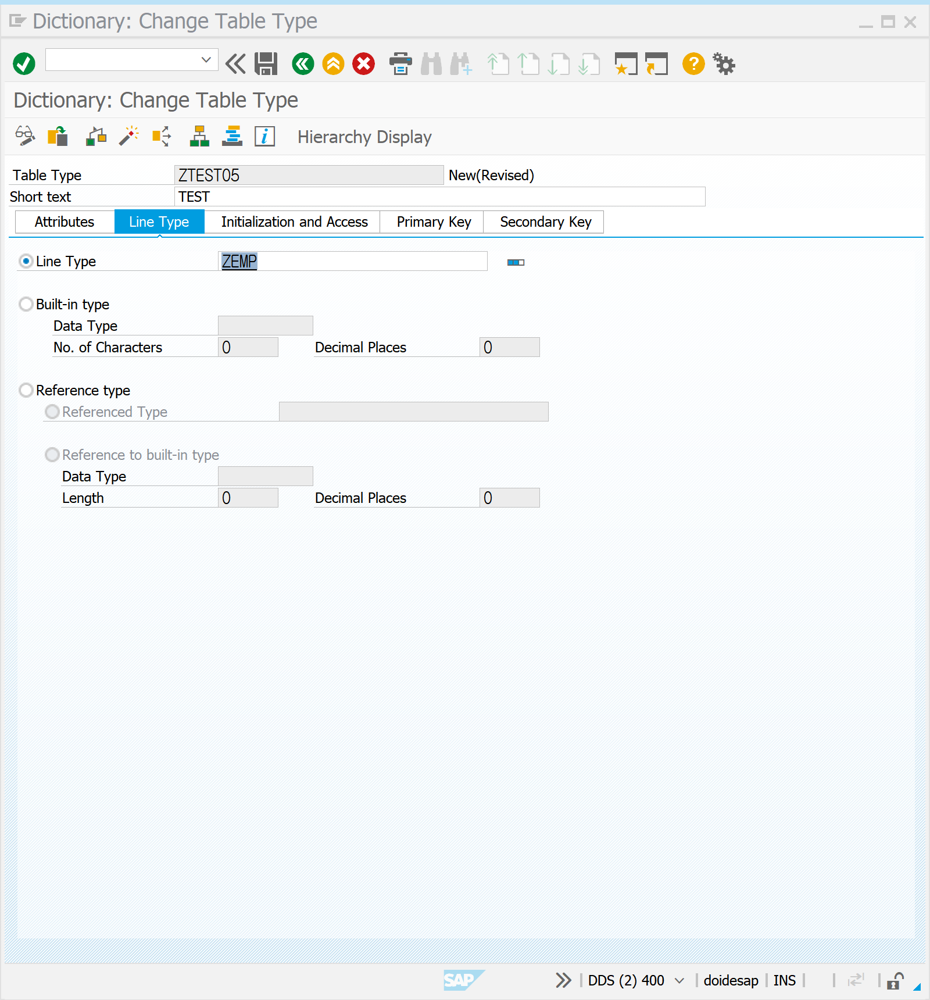 Dictionary: Change Table Type
Dictionary: Change Table Type
Hierarchy Display
Table Type ZTEST05 New(Revised)
Short text TEST
Attributes Line Type Initialization and Access Primary Key Secondary Key
Line Type ZEMP
Built-in type
Data Type
No. of Characters 0 Decimal Places 0
Reference type
Referenced Type
Reference to built-in type
Data Type
Length 0 Decimal Places 0
SAP DDS (2) 400 doidesap INS